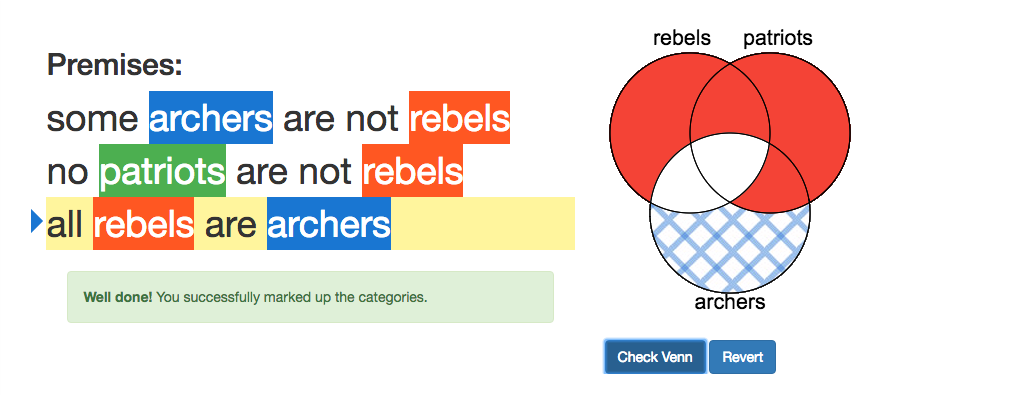 Premises:
some archers are not rebels
no patriots are not rebels
all rebels are archers
Well done! You successfully marked up the categories.
rebels patriots
archers
Check Venn Revert